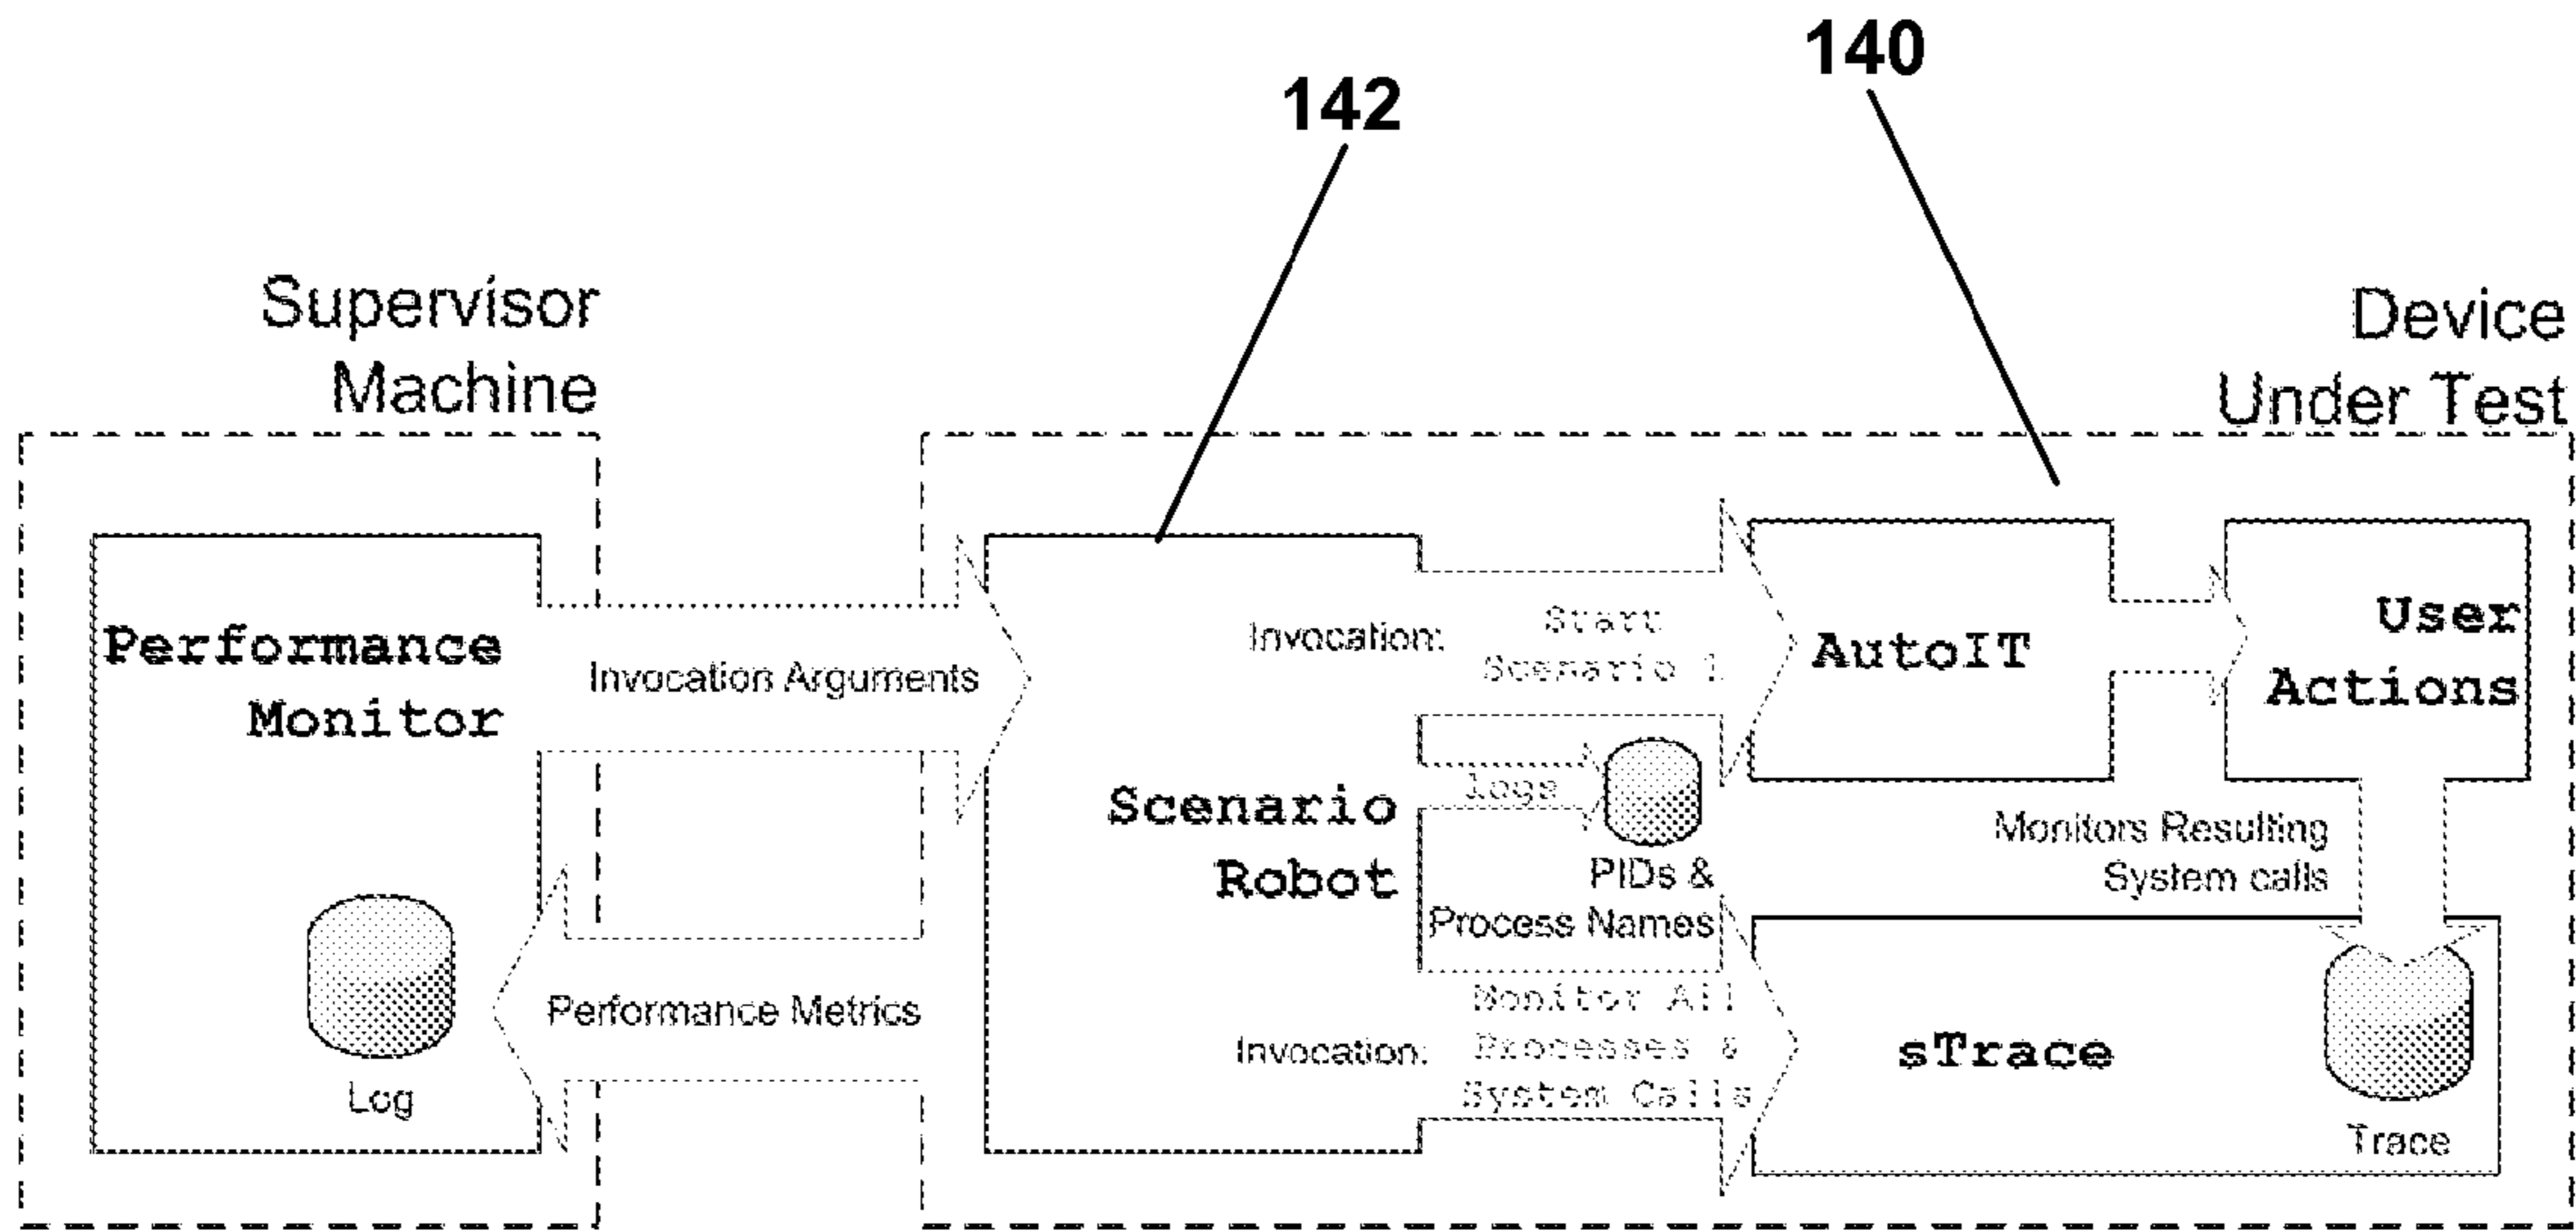 140
142
Supervisor
Machine
Device
Under Test
Performance
Monitor
Invocation Arguments
Invocation:
Start
Scenario 1
AutoIT
User
Actions
logs
Scenario
Robot
PIDs &
Process Names
Monitors Resulting
System calls
Performance Metrics
Log
Invocation:
Monitor All
Processes &
System Calls
sTrace
Trace